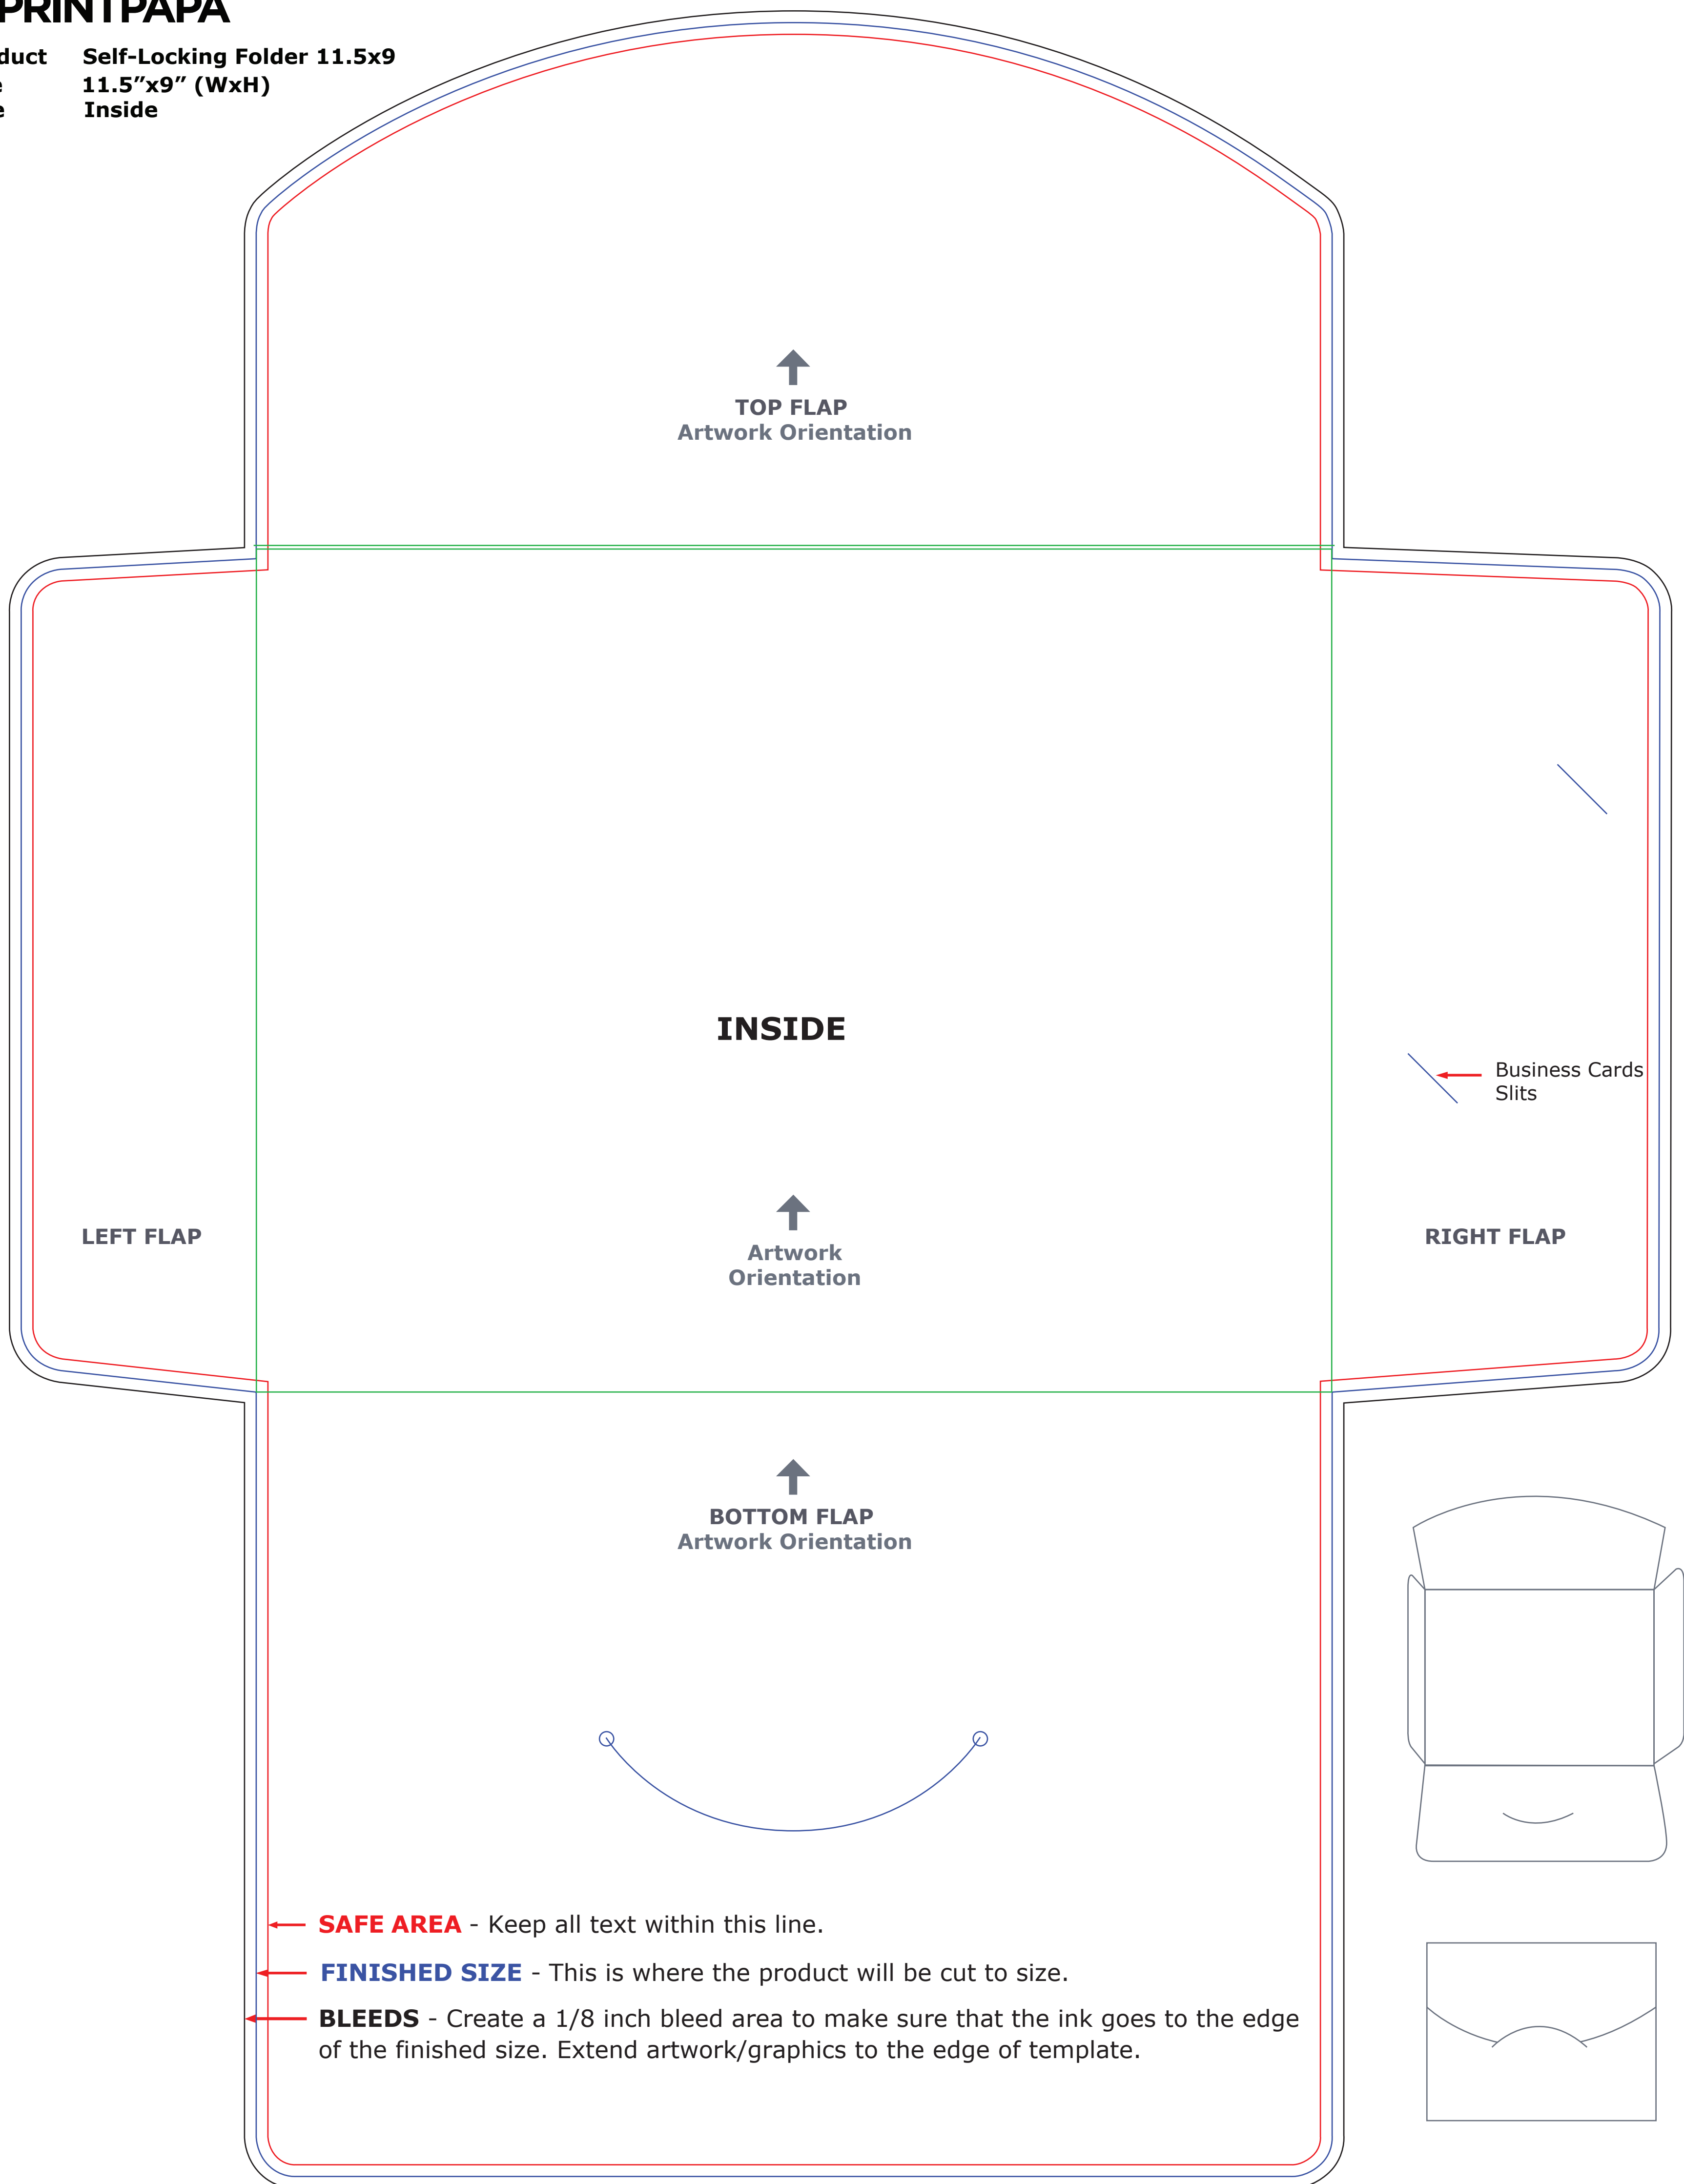 PRINTPAPA
duct Self-Locking Folder 11.5x9
e 11.5”x9” (WxH)
e Inside
TOP FLAP
Artwork Orientation
INSIDE
Business Cards
Slits
LEFT FLAP
RIGHT FLAP
Artwork
Orientation
BOTTOM FLAP
Artwork Orientation
SAFE AREA - Keep all text within this line.
FINISHED SIZE - This is where the product will be cut to size.
BLEEDS - Create a 1/8 inch bleed area to make sure that the ink goes to the edge
of the finished size. Extend artwork/graphics to the edge of template.